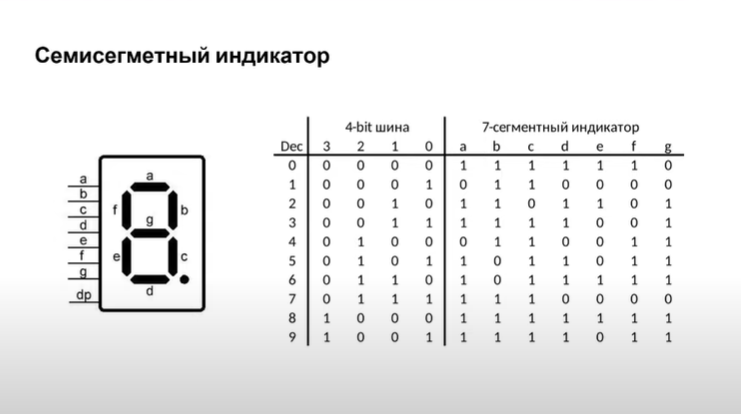 Семисегметный индикатор
4-bit шина 7-сегментный индикатор
Dec 3 2 1 0 a b c d e f g
0 0 0 0 0 1 1 1 1 1 1 0
1 0 0 0 1 0 1 1 0 0 0 0
2 0 0 1 0 1 1 0 1 1 0 1
3 0 0 1 1 1 1 1 1 0 0 1
4 0 1 0 0 0 1 1 0 0 1 1
5 0 1 0 1 1 0 1 1 0 1 1
6 0 1 1 0 1 0 1 1 1 1 1
7 0 1 1 1 1 1 1 0 0 0 0
8 1 0 0 0 1 1 1 1 1 1 1
9 1 0 0 1 1 1 1 1 0 1 1
a
b
c
d
e
f
g
dp
a
f b
g
e c
d